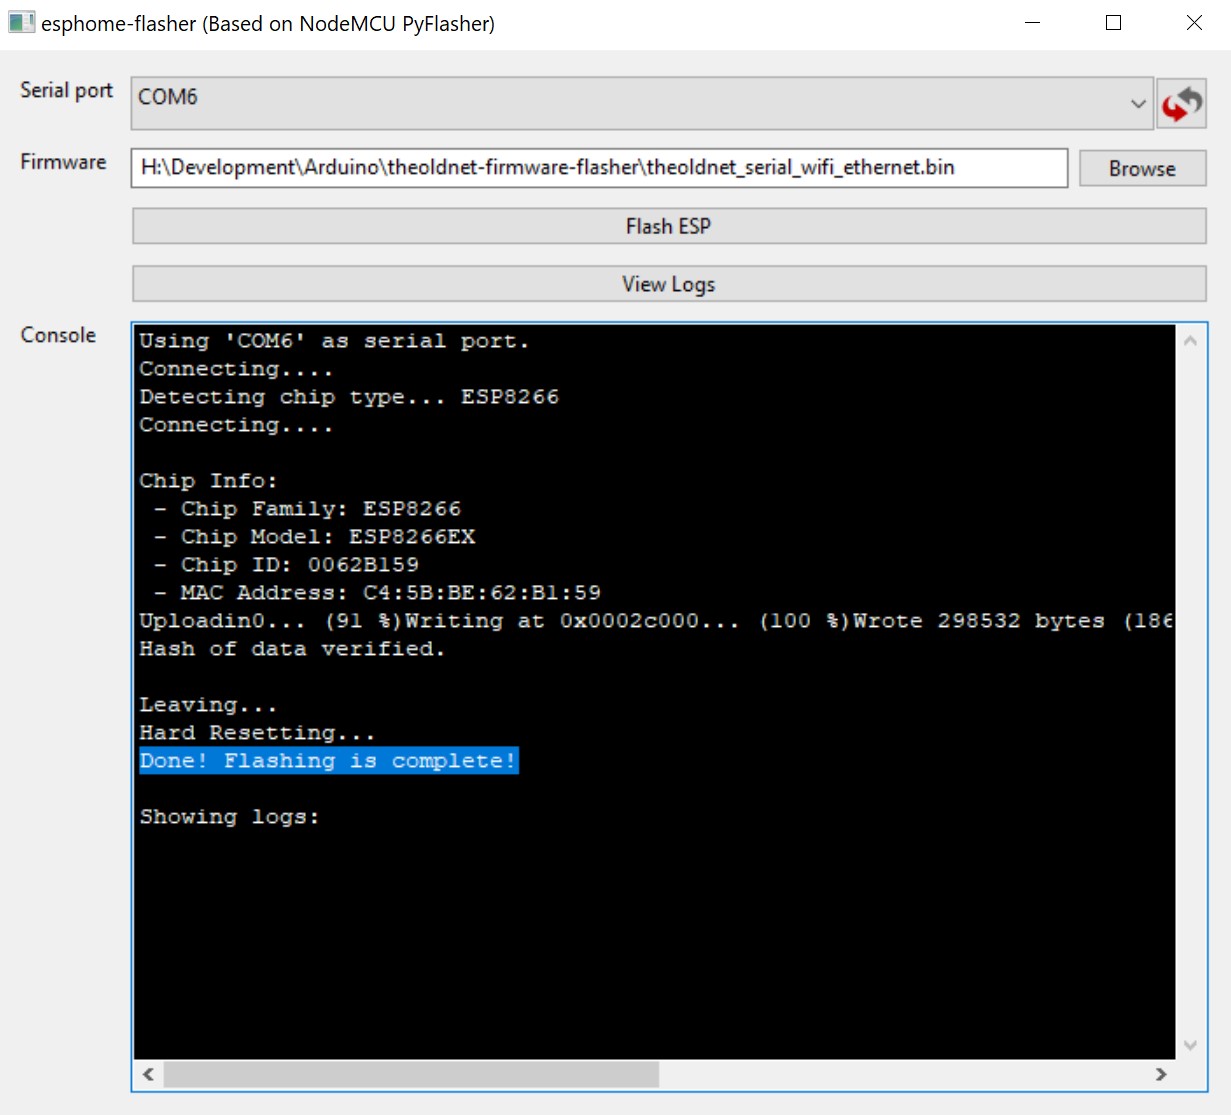 esphome-flasher (Based on NodeMCU PyFlasher)
Serial port COM6
Firmware H:\Development\Arduino\theoldnet-firmware-flasher\theoldnet_serial_wifi_ethernet.bin Browse
Flash ESP
View Logs
Console
Using 'COM6' as serial port.
Connecting....
Detecting chip type... ESP8266
Connecting....
Chip Info:
- Chip Family: ESP8266
- Chip Model: ESP8266EX
- Chip ID: 0062B159
- MAC Address: C4:5B:BE:62:B1:59
Uploadin0... (91 %)Writing at 0x0002c000... (100 %)Wrote 298532 bytes (186
Hash of data verified.
Leaving...
Hard Resetting...
Done! Flashing is complete!
Showing logs: